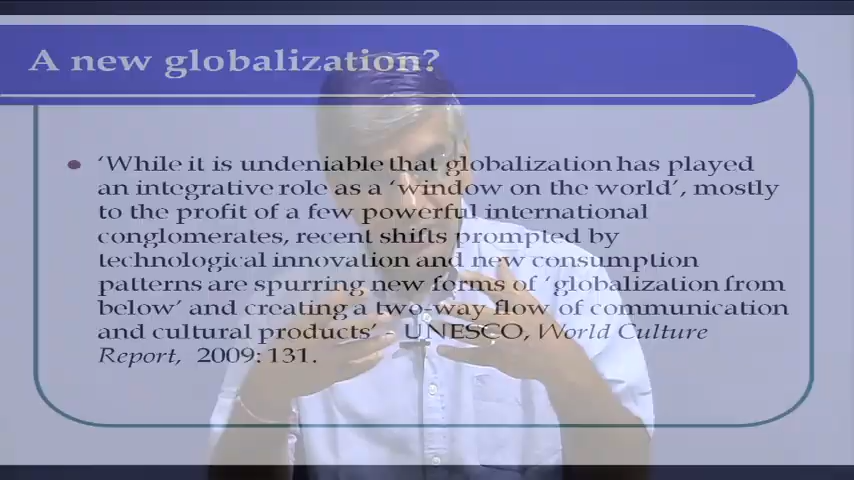 A new globalization?
‘While it is undeniable that globalization has played
an integrative role as a ‘window on the world’, mostly
to the profit of a few powerful international
conglomerates, recent shifts prompted by
technological innovation and new consumption
patterns are spurring new forms of ‘globalization from
below’ and creating a two-way flow of communication
and cultural products’ - UNESCO, World Culture
Report, 2009: 131.